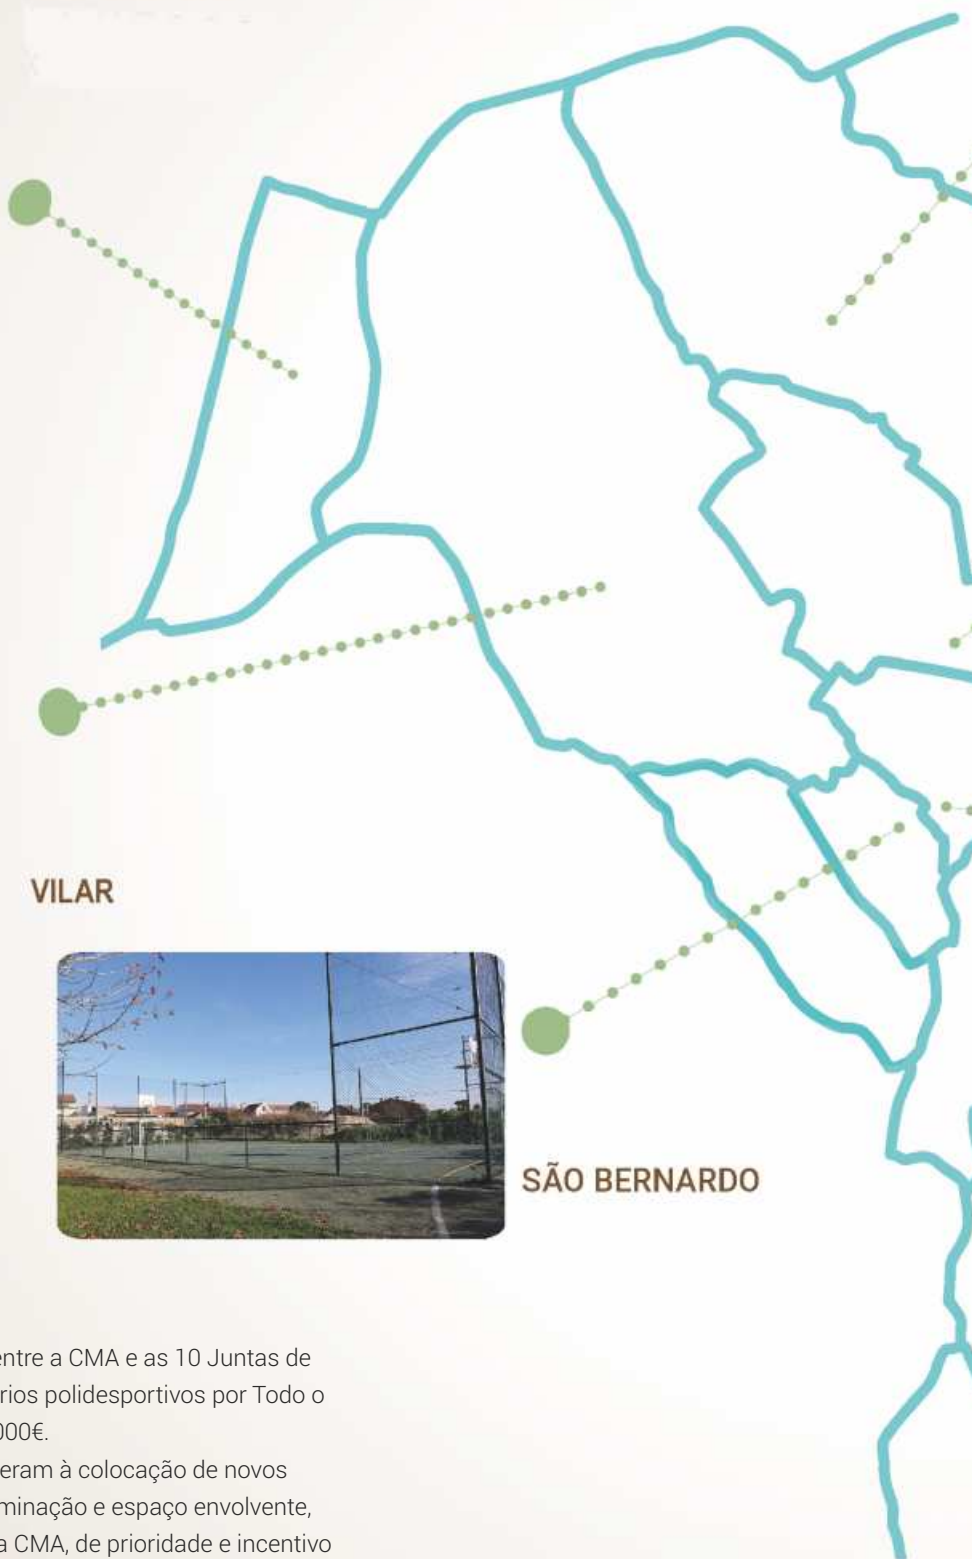 VILAR
SÃO BERNARDO
entre a CMA e as 10 Juntas de
rios polidesportivos por Todo o
000€.
eram à colocação de novos
minação e espaço envolvente,
a CMA, de prioridade e incentivo